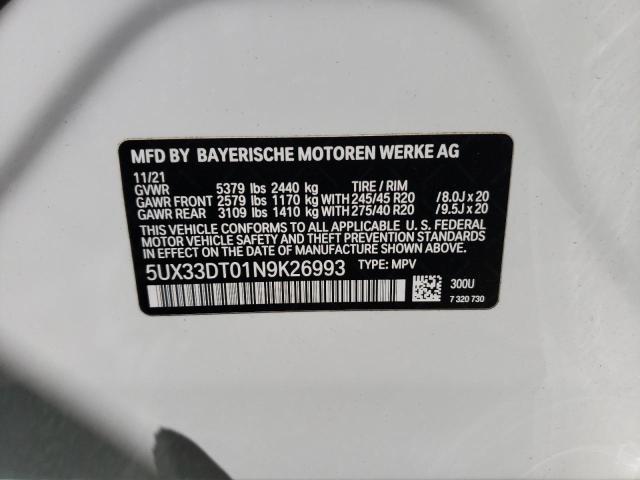 MFD BY BAYERISCHE MOTOREN WERKE AG
11/21 TIRE / RIM
GVWR 5379 lbs 2440 kg
GAWR FRONT 2579 lbs 1170 kg WITH 245/45 R20 /8.0J x 20
GAWR REAR 3109 lbs 1410 kg WITH 275/40 R20 /9.5J x 20
THIS VEHICLE CONFORMS TO ALL APPLICABLE U. S. FEDERAL
MOTOR VEHICLE SAFETY AND THEFT PREVENTION STANDARDS
IN EFFECT ON THE DATE OF MANUFACTURE SHOWN ABOVE.
5UX33DT01N9K26993 TYPE: MPV
300U
7 320 730